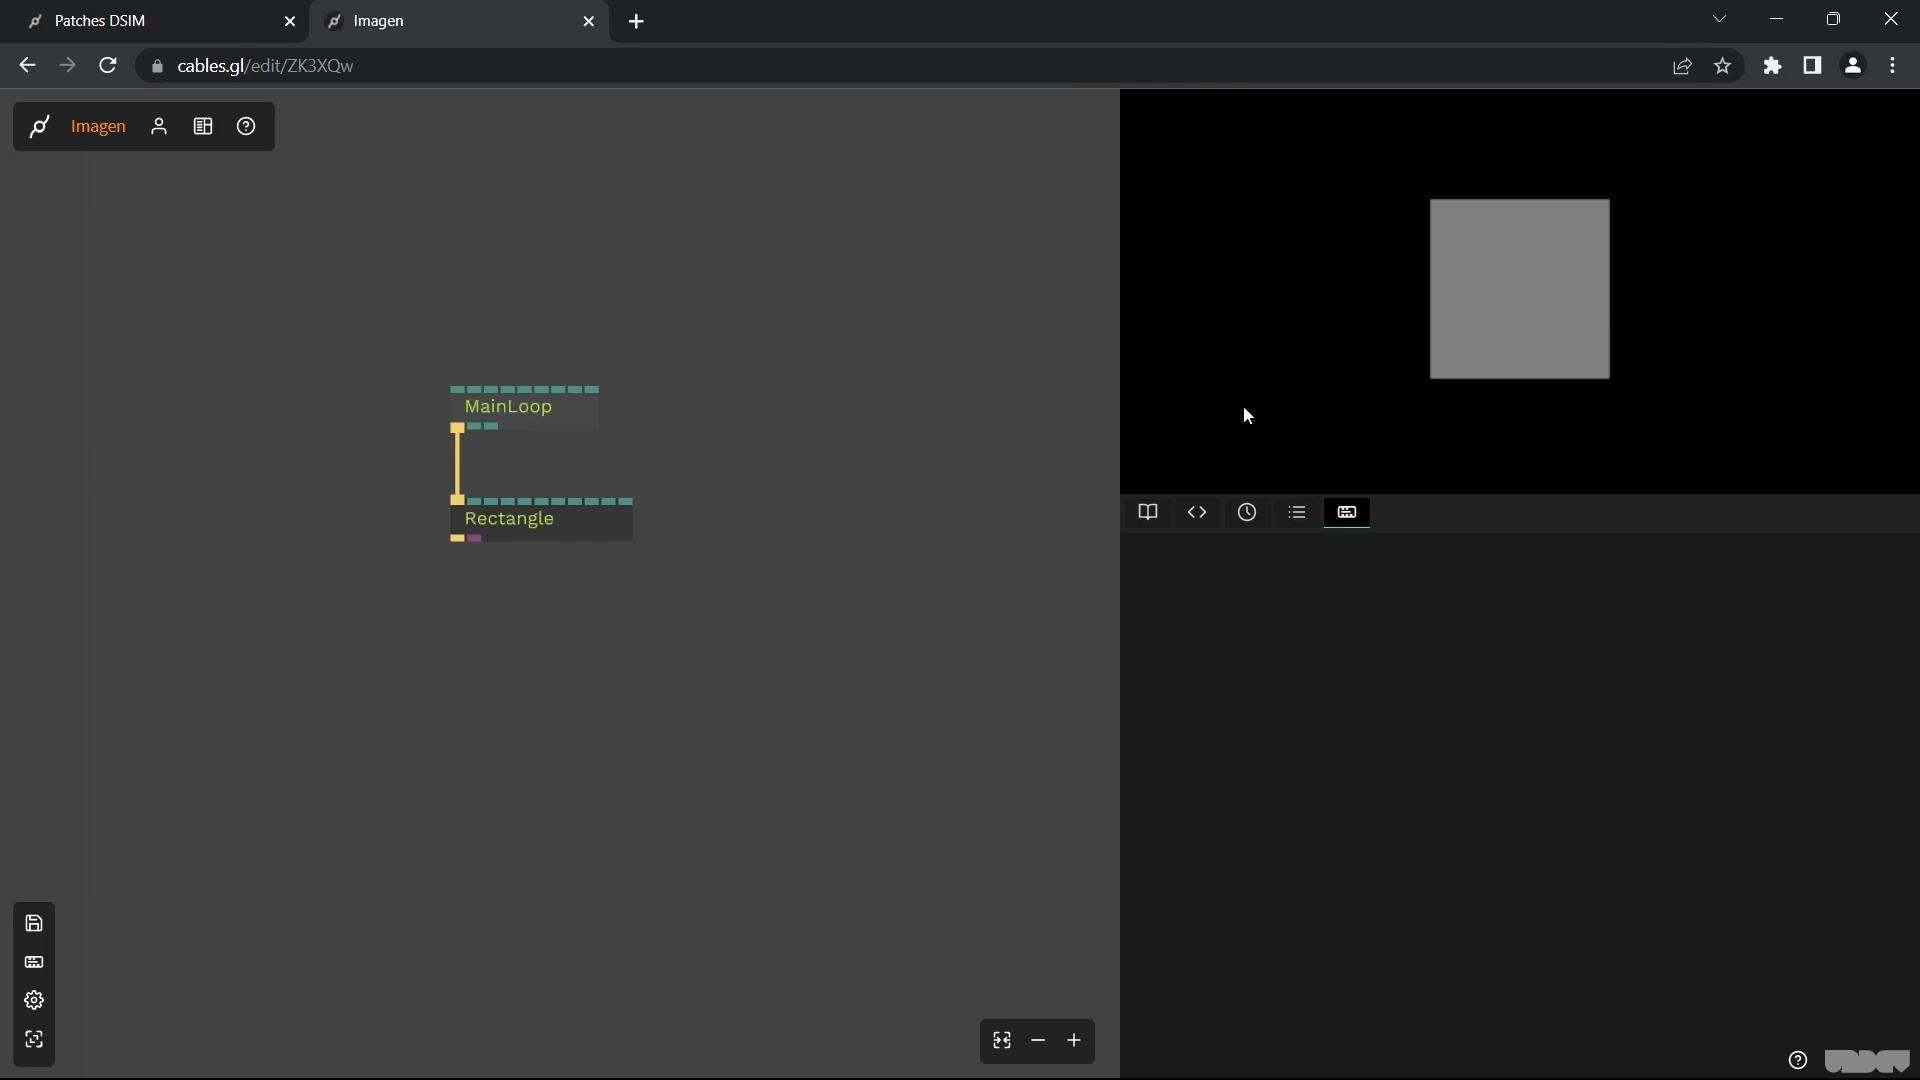 Patches DSIM
Imagen
cables.gl/edit/ZK3XQw
Imagen
MainLoop
Rectangle